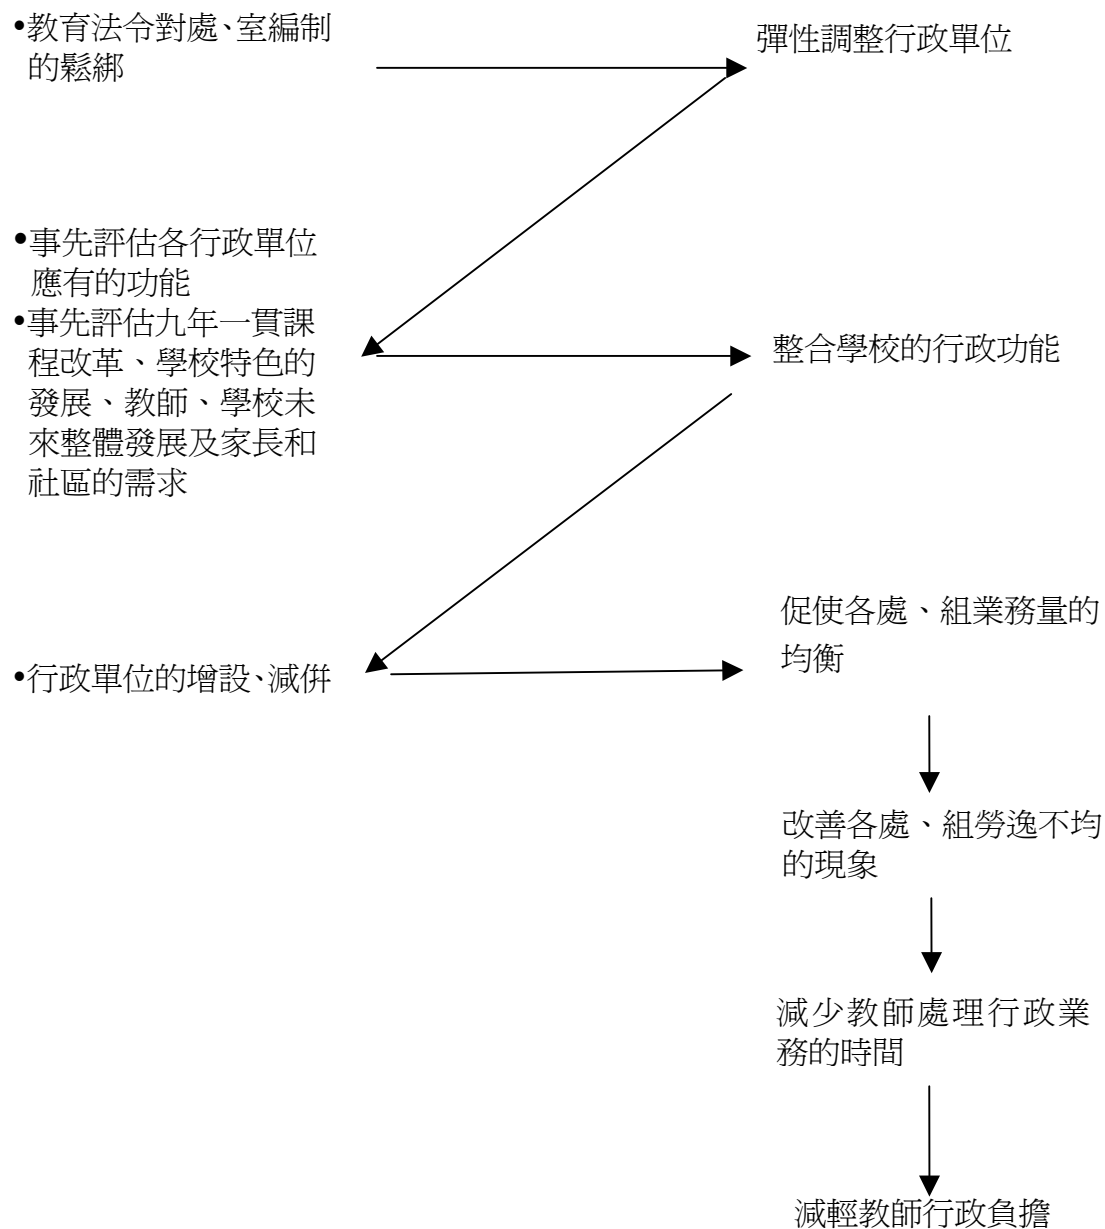 •教育法令對處、室編制
的鬆綁
彈性調整行政單位
•事先評估各行政單位
應有的功能
•事先評估九年一貫課
程改革、學校特色的
發展、教師、學校未
來整體發展及家長和
社區的需求
整合學校的行政功能
•行政單位的增設、減併
促使各處、組業務量的
均衡
改善各處、組勞逸不均
的現象
減少教師處理行政業
務的時間
減輕教師行政負擔